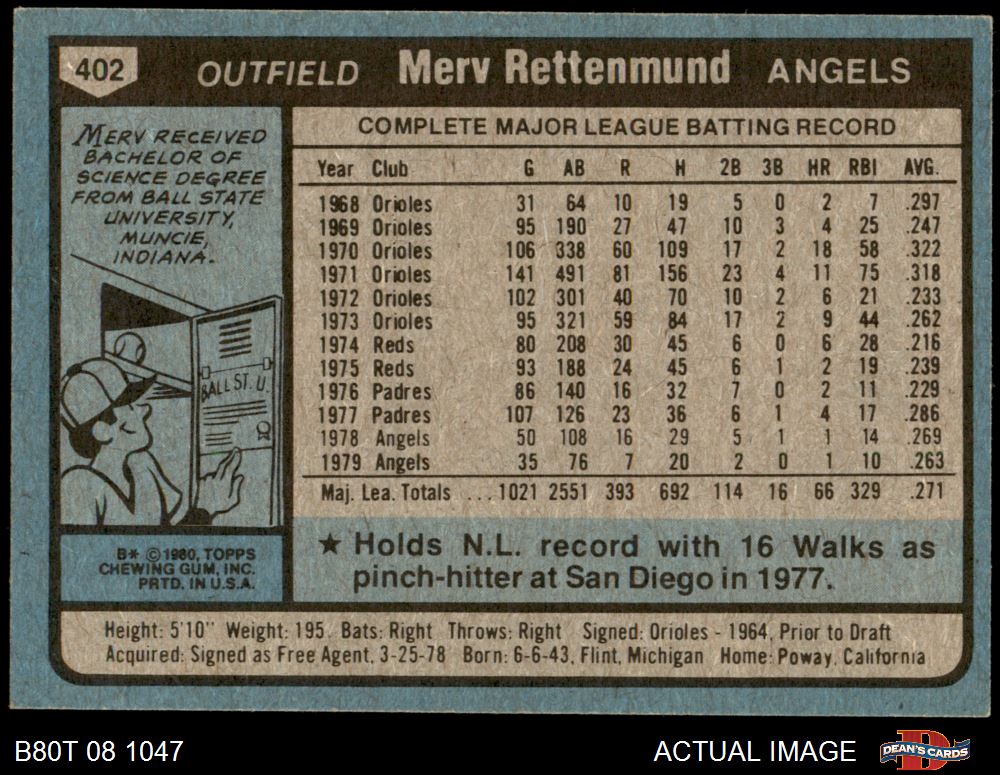 402 OUTFIELD Merv Rettenmund ANGELS
MERV RECEIVED
BACHELOR OF
SCIENCE DEGREE
FROM BALL STATE
UNIVERSITY,
MUNCIE,
INDIANA.
BALL ST. U.
B* © 1980, TOPPS
CHEWING GUM, INC.
PRTD. IN U.S.A.
COMPLETE MAJOR LEAGUE BATTING RECORD
Year Club G AB R H 2B 3B HR RBI AVG.
1968 Orioles 31 64 10 19 5 0 2 7 .297
1969 Orioles 95 190 27 47 10 3 4 25 .247
1970 Orioles 106 338 60 109 17 2 18 58 .322
1971 Orioles 141 491 81 156 23 4 11 75 .318
1972 Orioles 102 301 40 70 10 2 6 21 .233
1973 Orioles 95 321 59 84 17 2 9 44 .262
1974 Reds 80 208 30 45 6 0 6 28 .216
1975 Reds 93 188 24 45 6 1 2 19 .239
1976 Padres 86 140 16 32 7 0 2 11 .229
1977 Padres 107 126 23 36 6 1 4 17 .286
1978 Angels 50 108 16 29 5 1 1 14 .269
1979 Angels 35 76 7 20 2 0 1 10 .263
Maj. Lea. Totals ...1021 2551 393 692 114 16 66 329 .271
★ Holds N.L. record with 16 Walks as
pinch-hitter at San Diego in 1977.
Height: 5'10" Weight: 195. Bats: Right Throws: Right Signed: Orioles - 1964, Prior to Draft
Acquired: Signed as Free Agent, 3-25-78 Born: 6-6-43, Flint, Michigan Home: Poway, California
B80T 08 1047 ACTUAL IMAGE DEAN'S CARDS